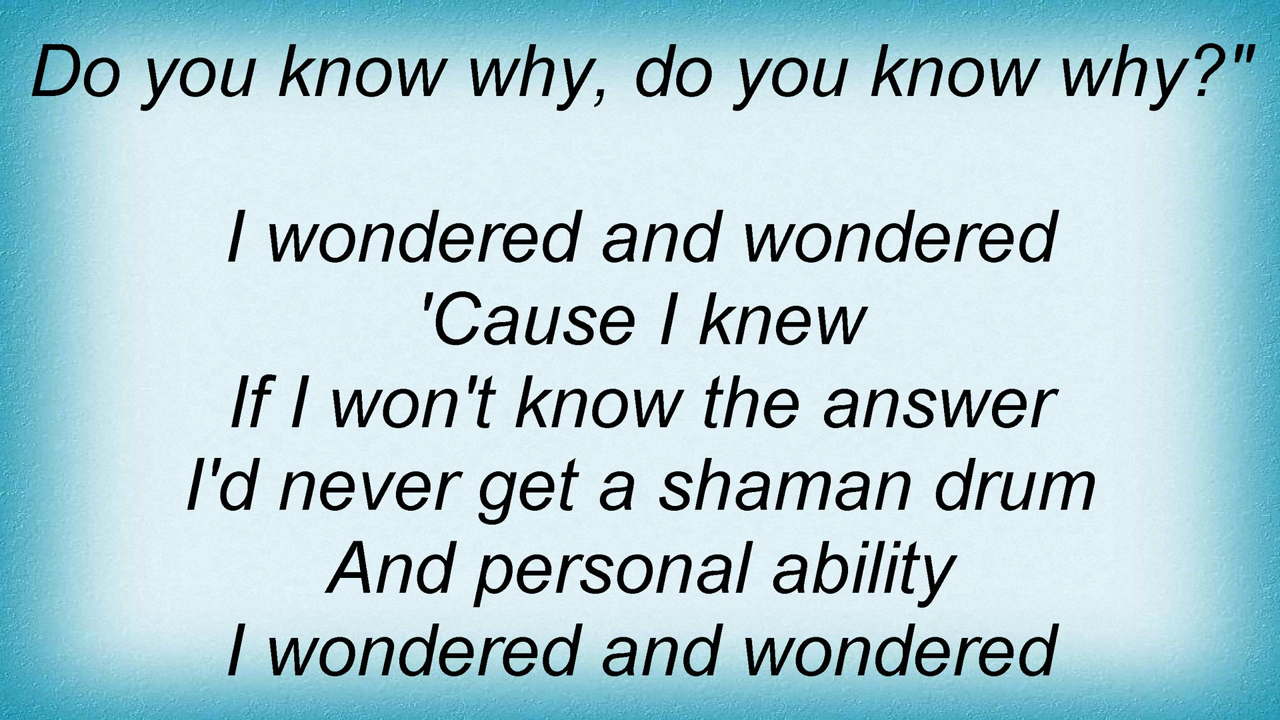 Do you know why, do you know why?"
I wondered and wondered
'Cause I knew
If I won't know the answer
I'd never get a shaman drum
And personal ability
I wondered and wondered